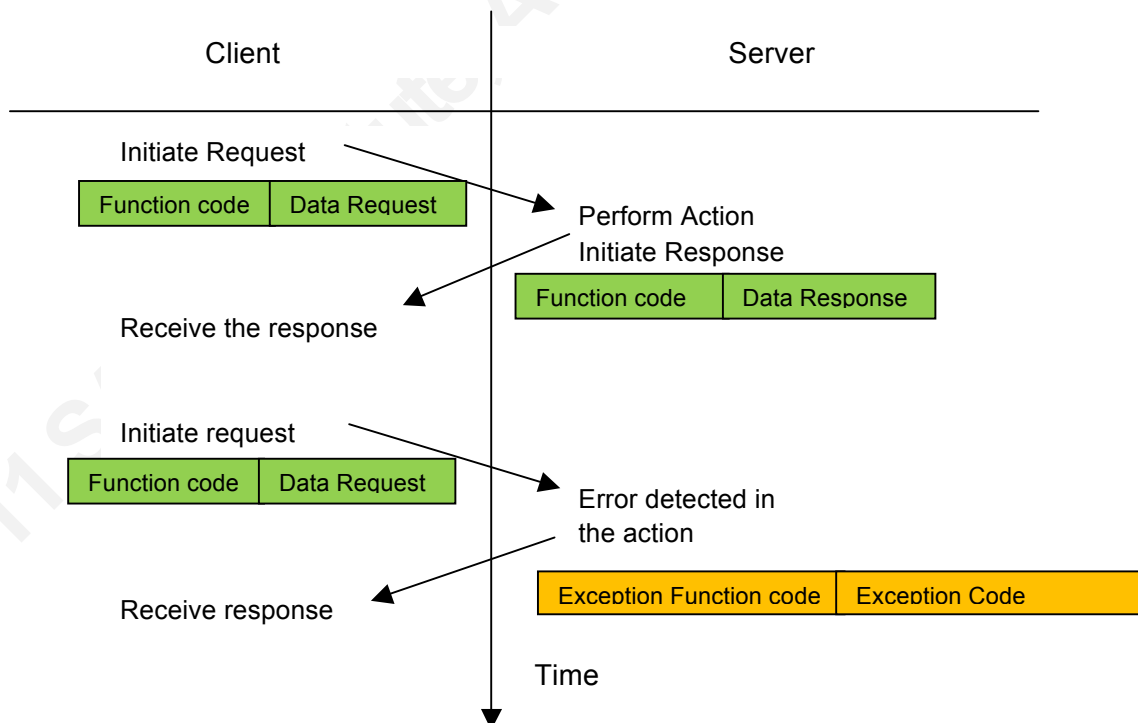 Client
Server
Initiate Request
Function code
Data Request
Perform Action
Initiate Response
Function code
Data Response
Receive the response
Initiate request
Function code
Data Request
Error detected in
the action
Exception Function code
Exception Code
Receive response
Time